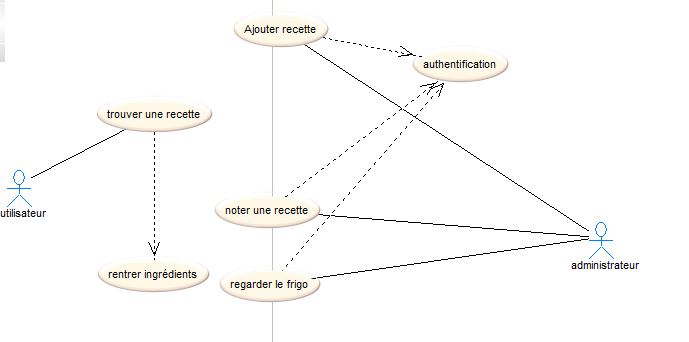 Ajouter recette
authentification
trouver une recette
utilisateur
noter une recette
administrateur
rentrer ingrédients
regarder le frigo